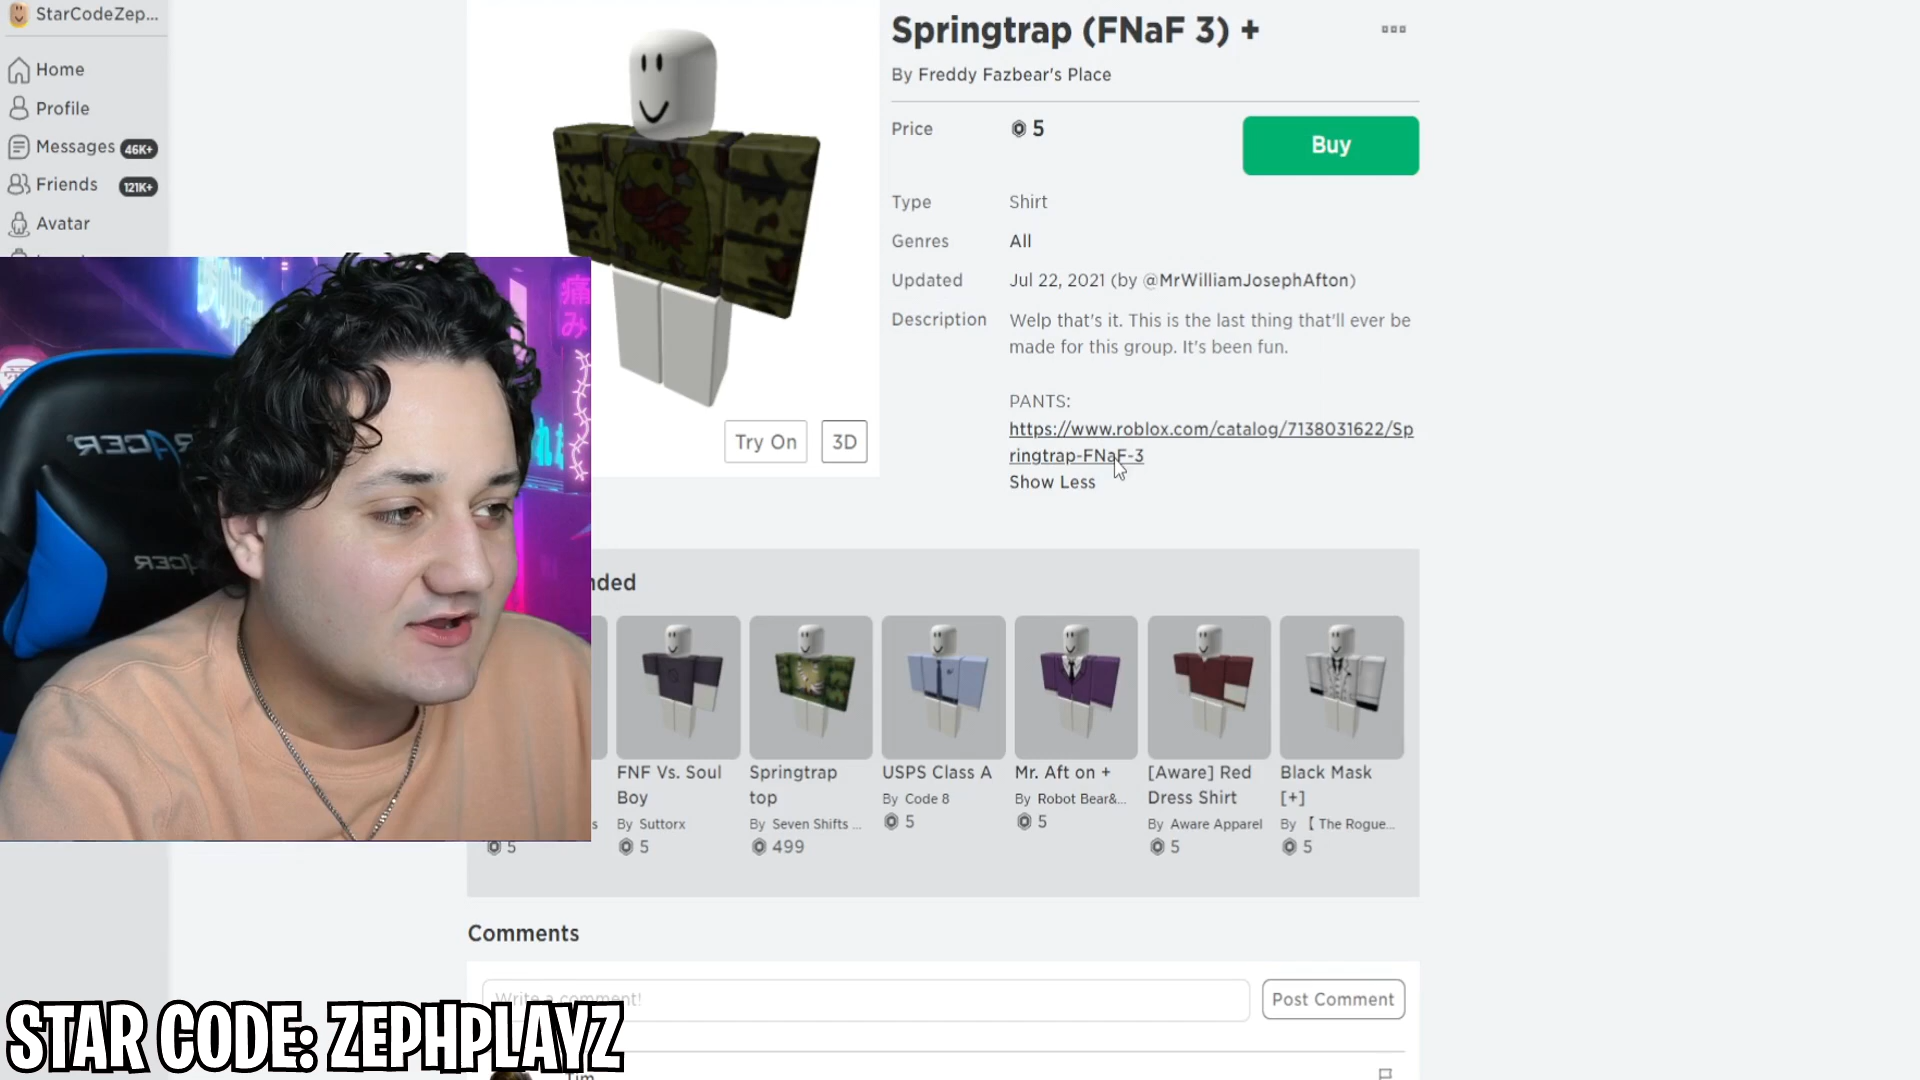 StarCodeZep...
Home
Profile
Messages 46K+
Friends 121K+
Avatar
Springtrap (FNaF 3) +
By Freddy Fazbear's Place
Price 5
Buy
Type Shirt
Genres All
Updated Jul 22, 2021 (by @MrWilliamJosephAfton)
Description Welp that's it. This is the last thing that'll ever be
made for this group. It's been fun.
PANTS:
https://www.roblox.com/catalog/7138031622/Sp
ringtrap-FNaF-3
Show Less
Try On 3D
痛み
nded
FNF Vs. Soul
Boy
By Suttorx
5
Springtrap
top
By Seven Shifts ...
499
USPS Class A
By Code 8
5
Mr. Aft on +
By Robot Bear&...
5
[Aware] Red
Dress Shirt
By Aware Apparel
5
Black Mask
[+]
By 【 The Rogue...
5
s
5
Comments
Write a comment!
Post Comment
Tim
STAR CODE: ZEPHPLAYZ